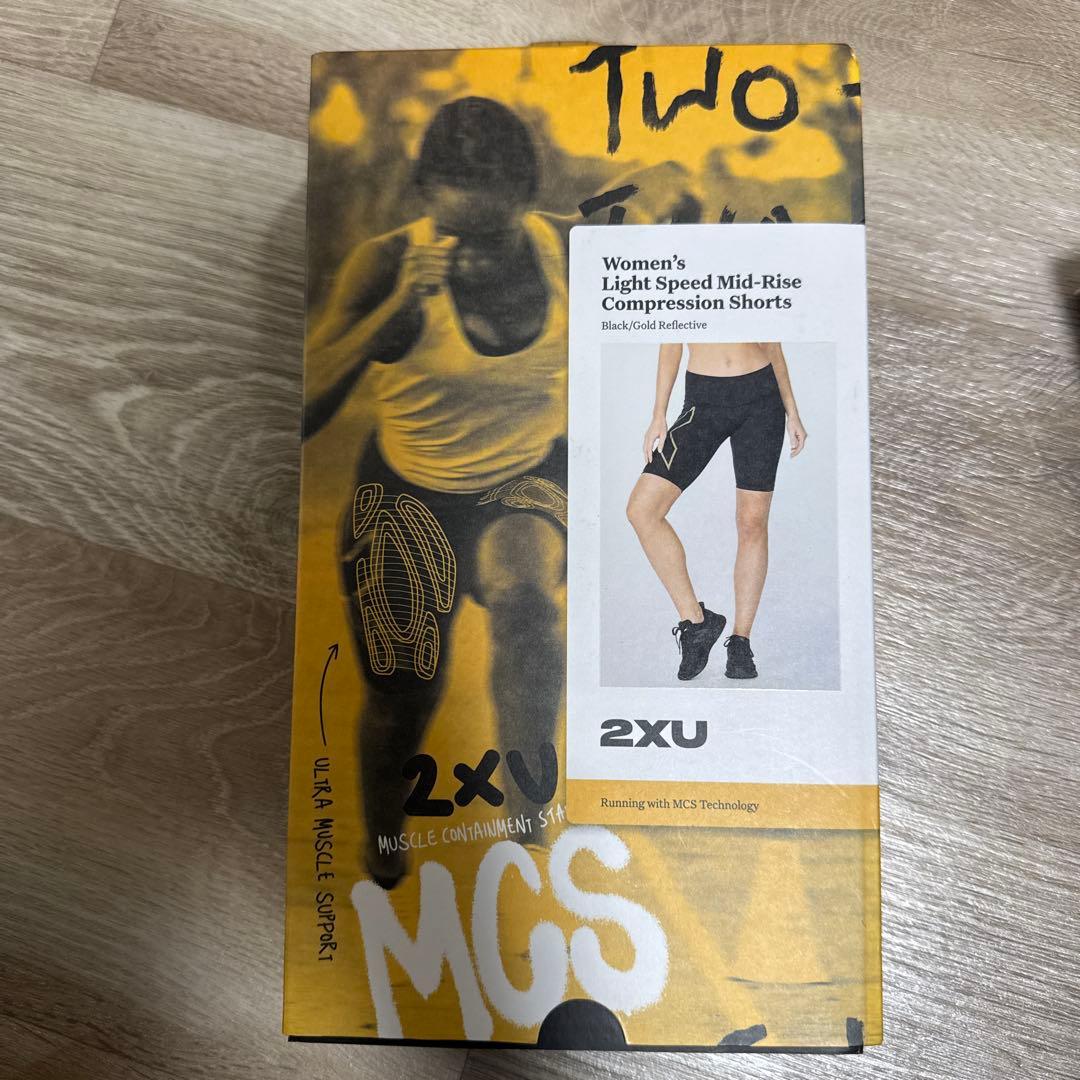 TWO
Women's
Light Speed Mid-Rise
Compression Shorts
Black/Gold Reflective
2XU
Running with MCS Technology
2XU
MUSCLE CONTAINMENT STA
MCS
ULTRA MUSCLE SUPPORT